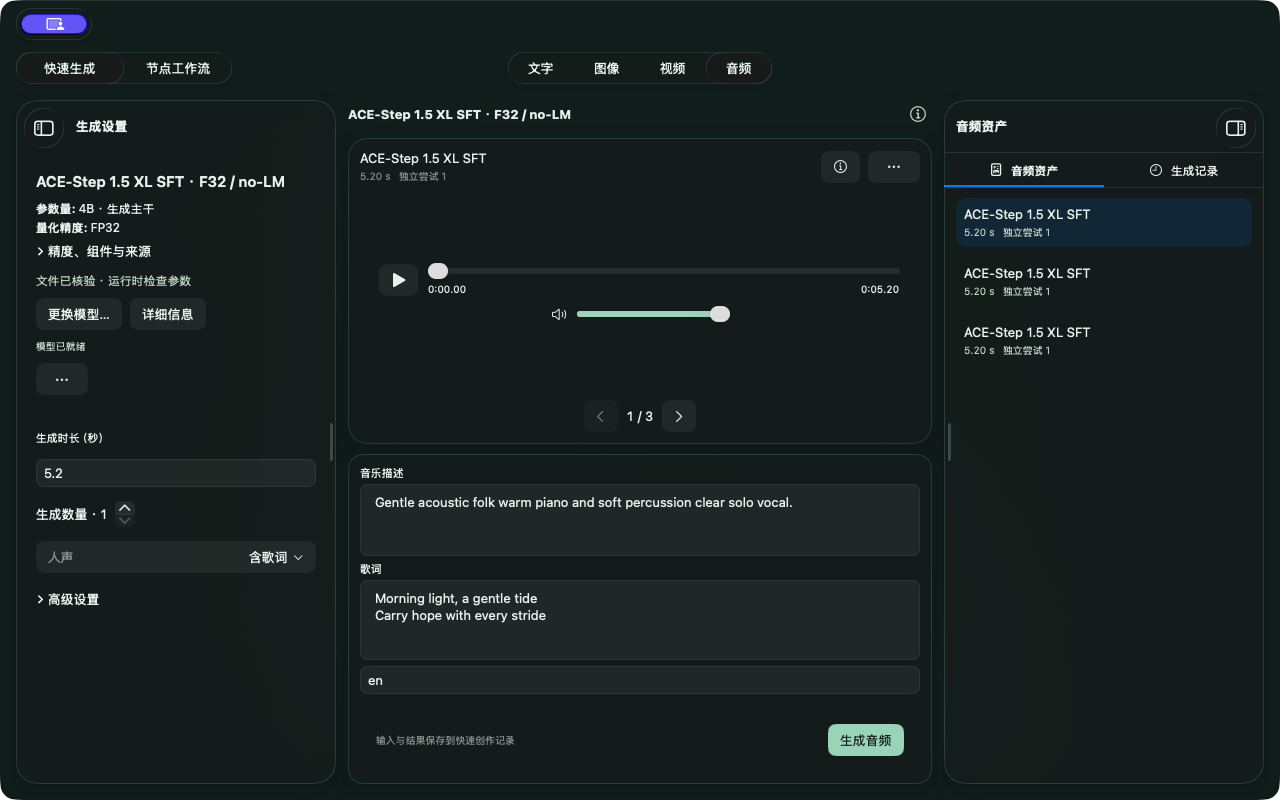 快速生成
节点工作流
文字
图像
视频
音频
生成设置
ACE-Step 1.5 XL SFT · F32 / no-LM
参数量: 4B · 生成主干
量化精度: FP32
精度、组件与来源
文件已核验 · 运行时检查参数
更换模型...
详细信息
模型已就绪
生成时长 (秒)
5.2
生成数量 · 1
人声
含歌词
高级设置
ACE-Step 1.5 XL SFT · F32 / no-LM
ACE-Step 1.5 XL SFT
5.20 s 独立尝试 1
0:00.00
0:05.20
1 / 3
音乐描述
Gentle acoustic folk warm piano and soft percussion clear solo vocal.
歌词
Morning light, a gentle tide
Carry hope with every stride
en
输入与结果保存到快速创作记录
生成音频
音频资产
音频资产
生成记录
ACE-Step 1.5 XL SFT
5.20 s 独立尝试 1
ACE-Step 1.5 XL SFT
5.20 s 独立尝试 1
ACE-Step 1.5 XL SFT
5.20 s 独立尝试 1